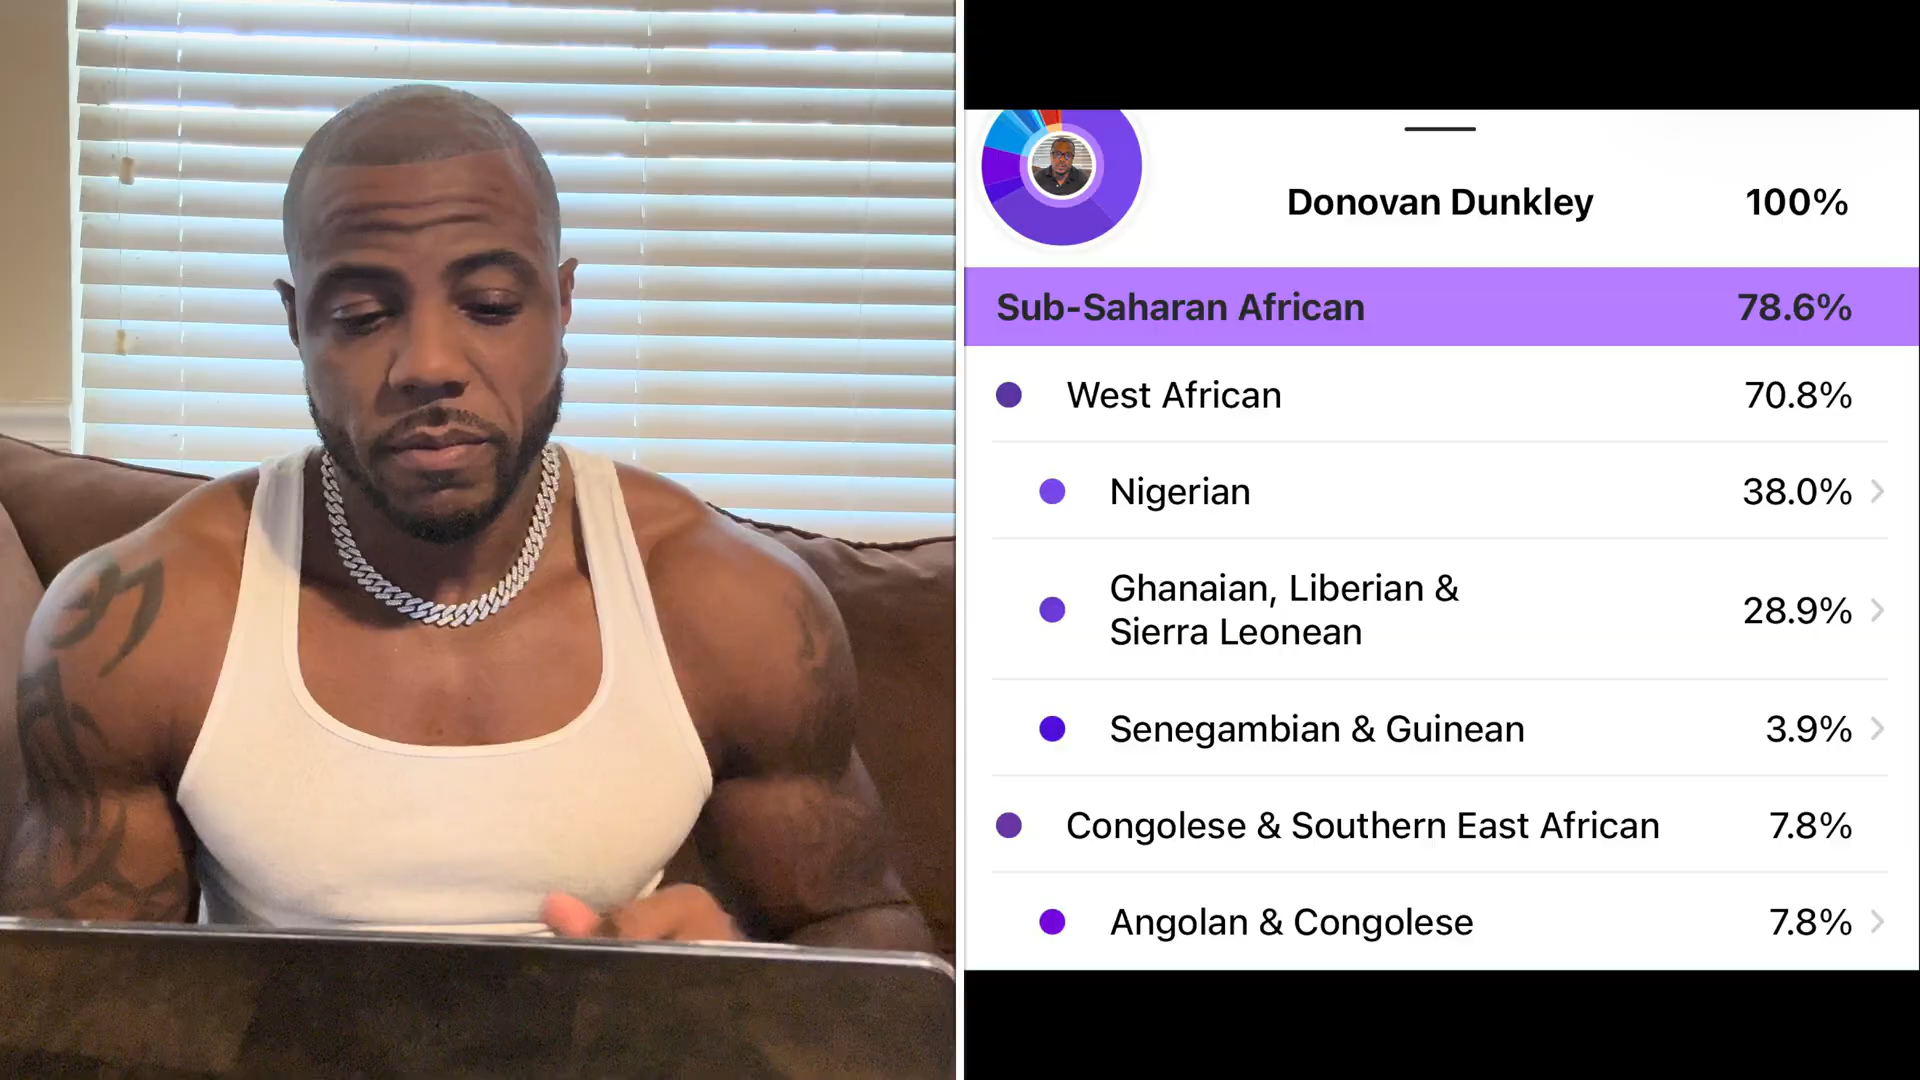 Donovan Dunkley 100%
Sub-Saharan African 78.6%
West African 70.8%
Nigerian 38.0%
Ghanaian, Liberian &
Sierra Leonean 28.9%
Senegambian & Guinean 3.9%
Congolese & Southern East African 7.8%
Angolan & Congolese 7.8%